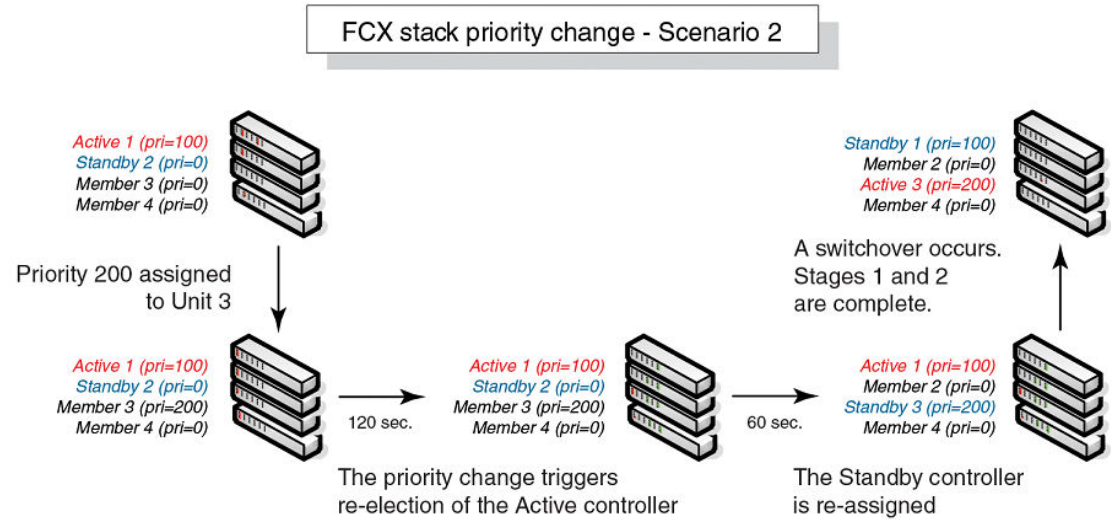 FCX stack priority change - Scenario 2
Active 1 (pri=100)
Standby 2 (pri=0)
Member 3 (pri=0)
Member 4 (pri=0)
Priority 200 assigned
to Unit 3
Active 1 (pri=100)
Standby 2 (pri=0)
Member 3 (pri=200)
Member 4 (pri=0)
120 sec.
Active 1 (pri=100)
Standby 2 (pri=0)
Member 3 (pri=200)
Member 4 (pri=0)
The priority change triggers
re-election of the Active controller
60 sec.
Active 1 (pri=100)
Member 2 (pri=0)
Standby 3 (pri=200)
Member 4 (pri=0)
The Standby controller
is re-assigned
A switchover occurs.
Stages 1 and 2
are complete.
Standby 1 (pri=100)
Member 2 (pri=0)
Active 3 (pri=200)
Member 4 (pri=0)